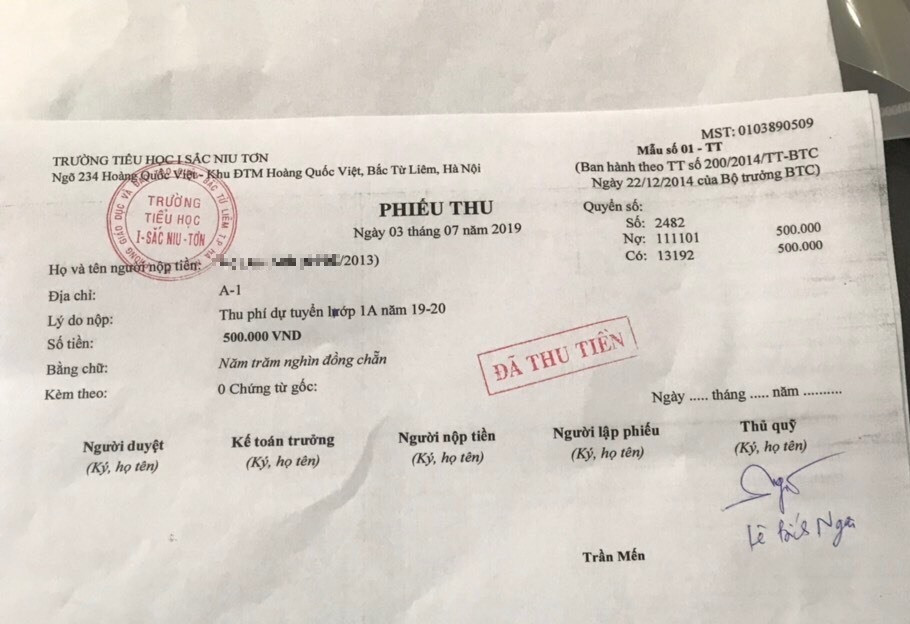 MST: 0103890509
TRƯỜNG TIỂU HỌC I SẮC NIU TƠN
Ngõ 234 Hoàng Quốc Việt - Khu ĐTM Hoàng Quốc Việt, Bắc Từ Liêm, Hà Nội
Mẫu số 01 - TT
(Ban hành theo TT số 200/2014/TT-BTC
Ngày 22/12/2014 của Bộ trưởng BTC)
TRƯỜNG
TIỂU HỌC
I-SẮC NIU-TƠN
PHIẾU THU
Ngày 03 tháng 07 năm 2019
Quyển số:
Số: 2482
Nợ: 111101 500.000
Có: 13192 500.000
Họ và tên người nộp tiền: /2013)
Địa chỉ: A-1
Lý do nộp: Thu phí dự tuyển lướp 1A năm 19-20
Số tiền: 500.000 VND
Bằng chữ: Năm trăm nghìn đồng chẵn
Kèm theo: 0 Chứng từ gốc:
ĐÃ THU TIỀN
Ngày ..... tháng ..... năm ..........
Người duyệt Kế toán trưởng Người nộp tiền Người lập phiếu Thủ quỹ
(Ký, họ tên) (Ký, họ tên) (Ký, họ tên) (Ký, họ tên) (Ký, họ tên)
Lê Bích Nga
Trần Mến